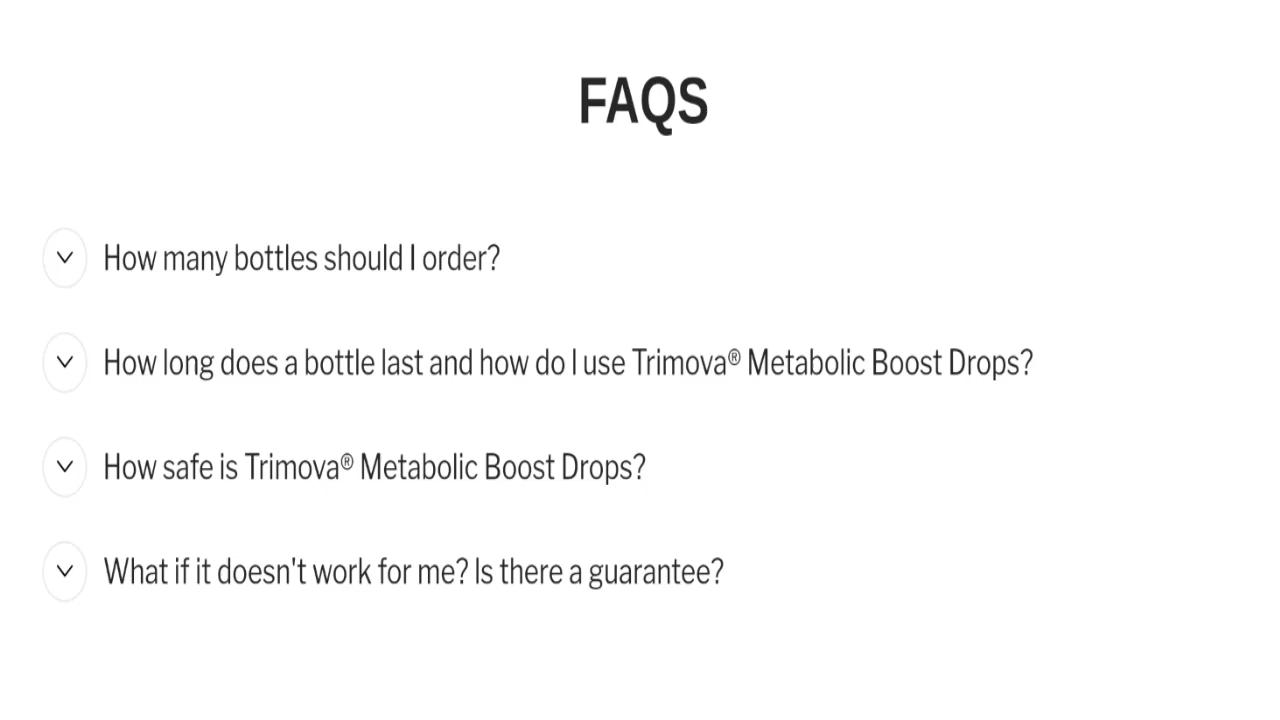 FAQS
How many bottles should I order?
How long does a bottle last and how do I use Trimova® Metabolic Boost Drops?
How safe is Trimova® Metabolic Boost Drops?
What if it doesn't work for me? Is there a guarantee?